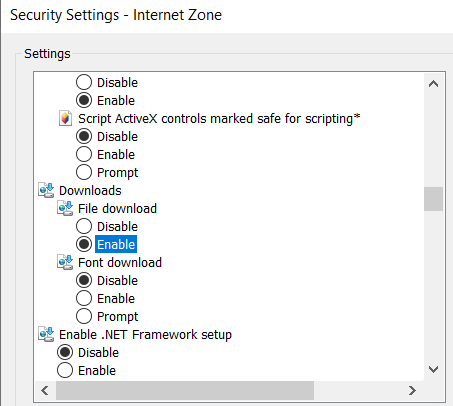 Security Settings - Internet Zone
Settings
Disable
Enable
Script ActiveX controls marked safe for scripting*
Disable
Enable
Prompt
Downloads
File download
Disable
Enable
Font download
Disable
Enable
Prompt
Enable .NET Framework setup
Disable
Enable